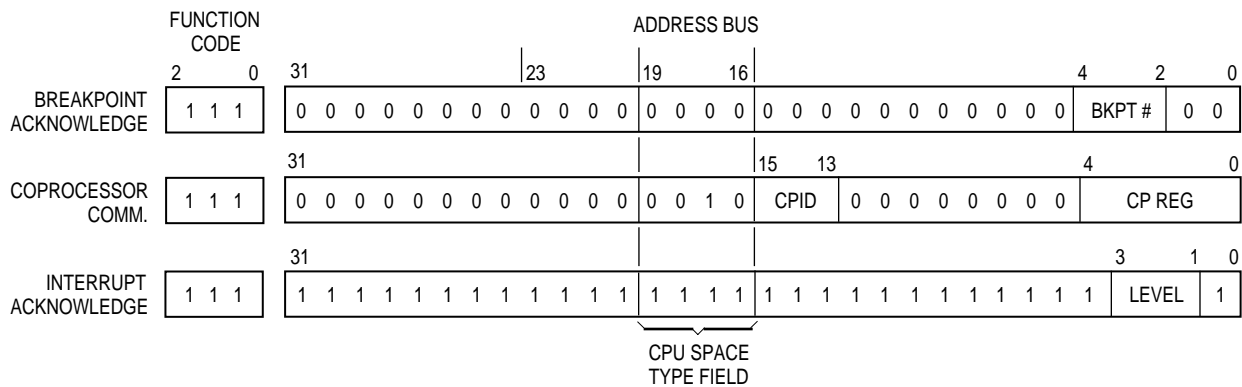 FUNCTION
CODE
ADDRESS BUS
2 0 31 23 19 16 4 2 0
BREAKPOINT
ACKNOWLEDGE
1 1 1 0 0 0 0 0 0 0 0 0 0 0 0 0 0 0 0 0 0 0 0 0 0 0 0 0 0 0 BKPT # 0 0
31 15 13 4 0
COPROCESSOR
COMM.
1 1 1 0 0 0 0 0 0 0 0 0 0 0 0 0 0 1 0 CPID 0 0 0 0 0 0 0 0 CP REG
31 3 1 0
INTERRUPT
ACKNOWLEDGE
1 1 1 1 1 1 1 1 1 1 1 1 1 1 1 1 1 1 1 1 1 1 1 1 1 1 1 1 1 1 1 LEVEL 1
CPU SPACE
TYPE FIELD